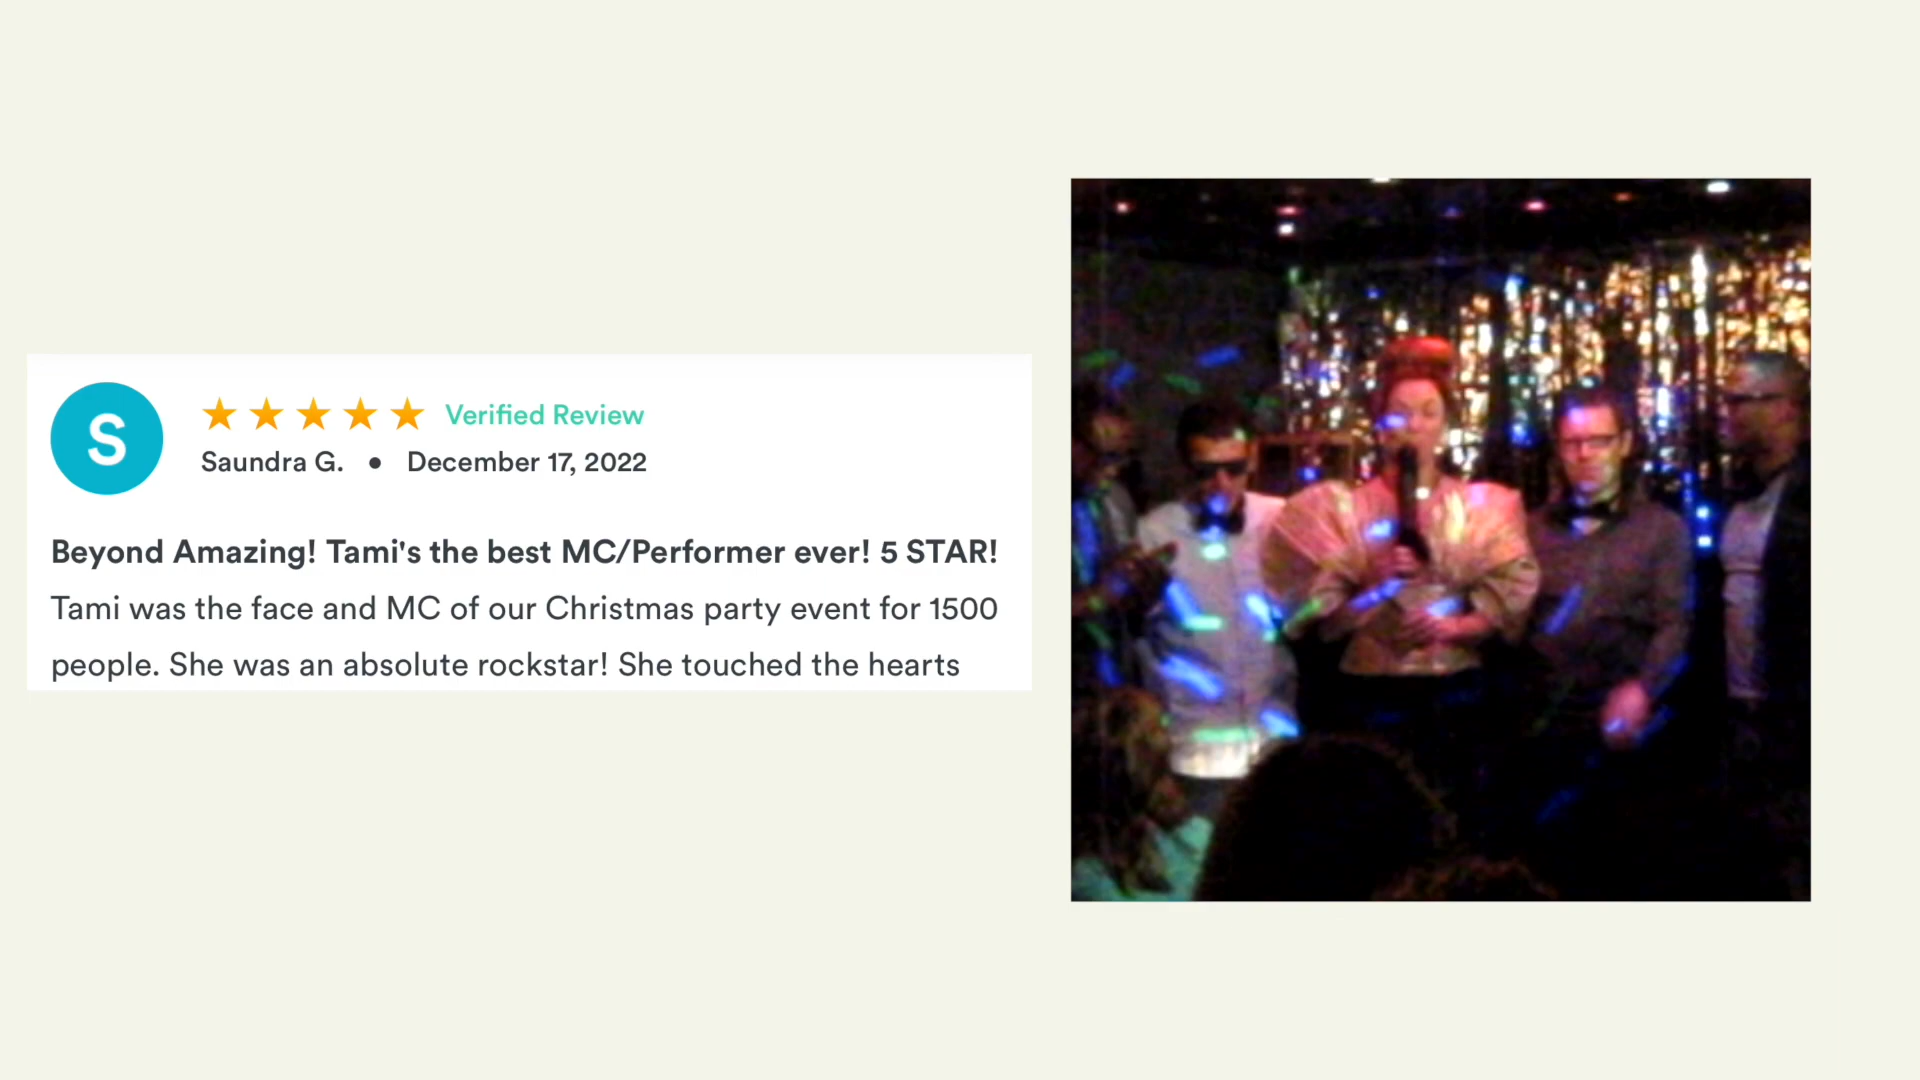 S
★★★★★ Verified Review
Saundra G. • December 17, 2022
Beyond Amazing! Tami's the best MC/Performer ever! 5 STAR!
Tami was the face and MC of our Christmas party event for 1500
people. She was an absolute rockstar! She touched the hearts